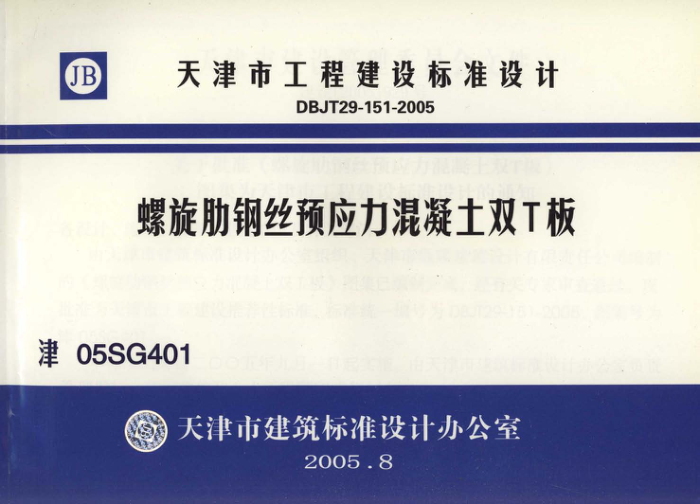 JB
天津市工程建设标准设计
DBJT29-151-2005
螺旋肋钢丝预应力混凝土双T板
津 05SG401
天津市建筑标准设计办公室
2005.8